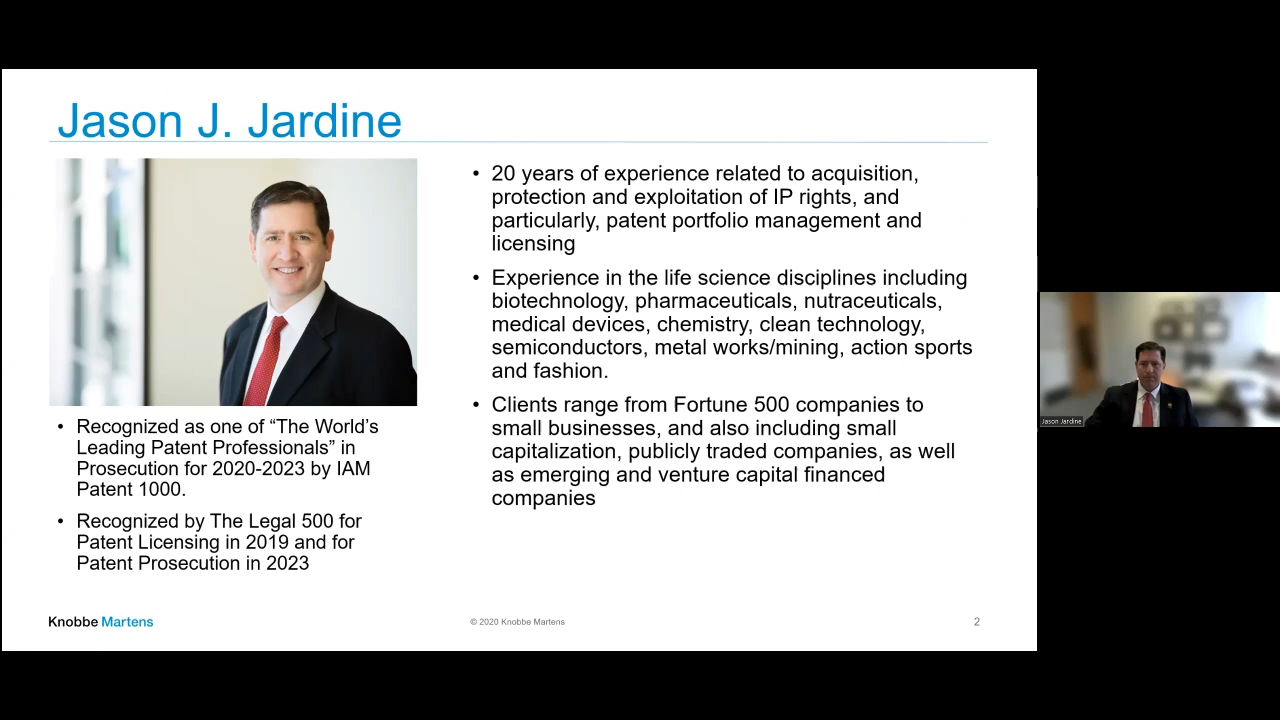 Jason J. Jardine
• Recognized as one of “The World’s
Leading Patent Professionals” in
Prosecution for 2020-2023 by IAM
Patent 1000.
• Recognized by The Legal 500 for
Patent Licensing in 2019 and for
Patent Prosecution in 2023
• 20 years of experience related to acquisition,
protection and exploitation of IP rights, and
particularly, patent portfolio management and
licensing
• Experience in the life science disciplines including
biotechnology, pharmaceuticals, nutraceuticals,
medical devices, chemistry, clean technology,
semiconductors, metal works/mining, action sports
and fashion.
• Clients range from Fortune 500 companies to
small businesses, and also including small
capitalization, publicly traded companies, as well
as emerging and venture capital financed
companies
Knobbe Martens
© 2020 Knobbe Martens
2
Jason Jardine